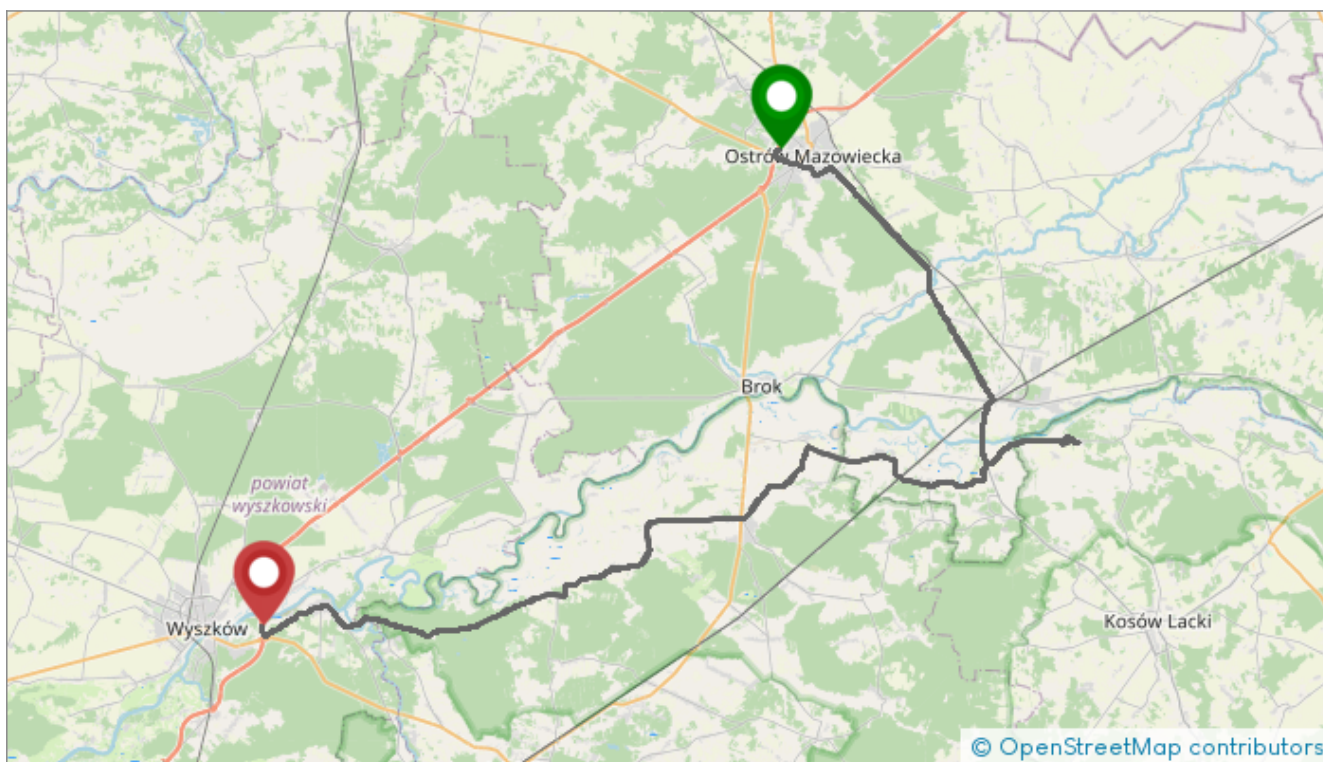 Ostrów Mazowiecka
Brok
powiat
wyszkowski
Wyszków
Kosów Lacki
© OpenStreetMap contributors